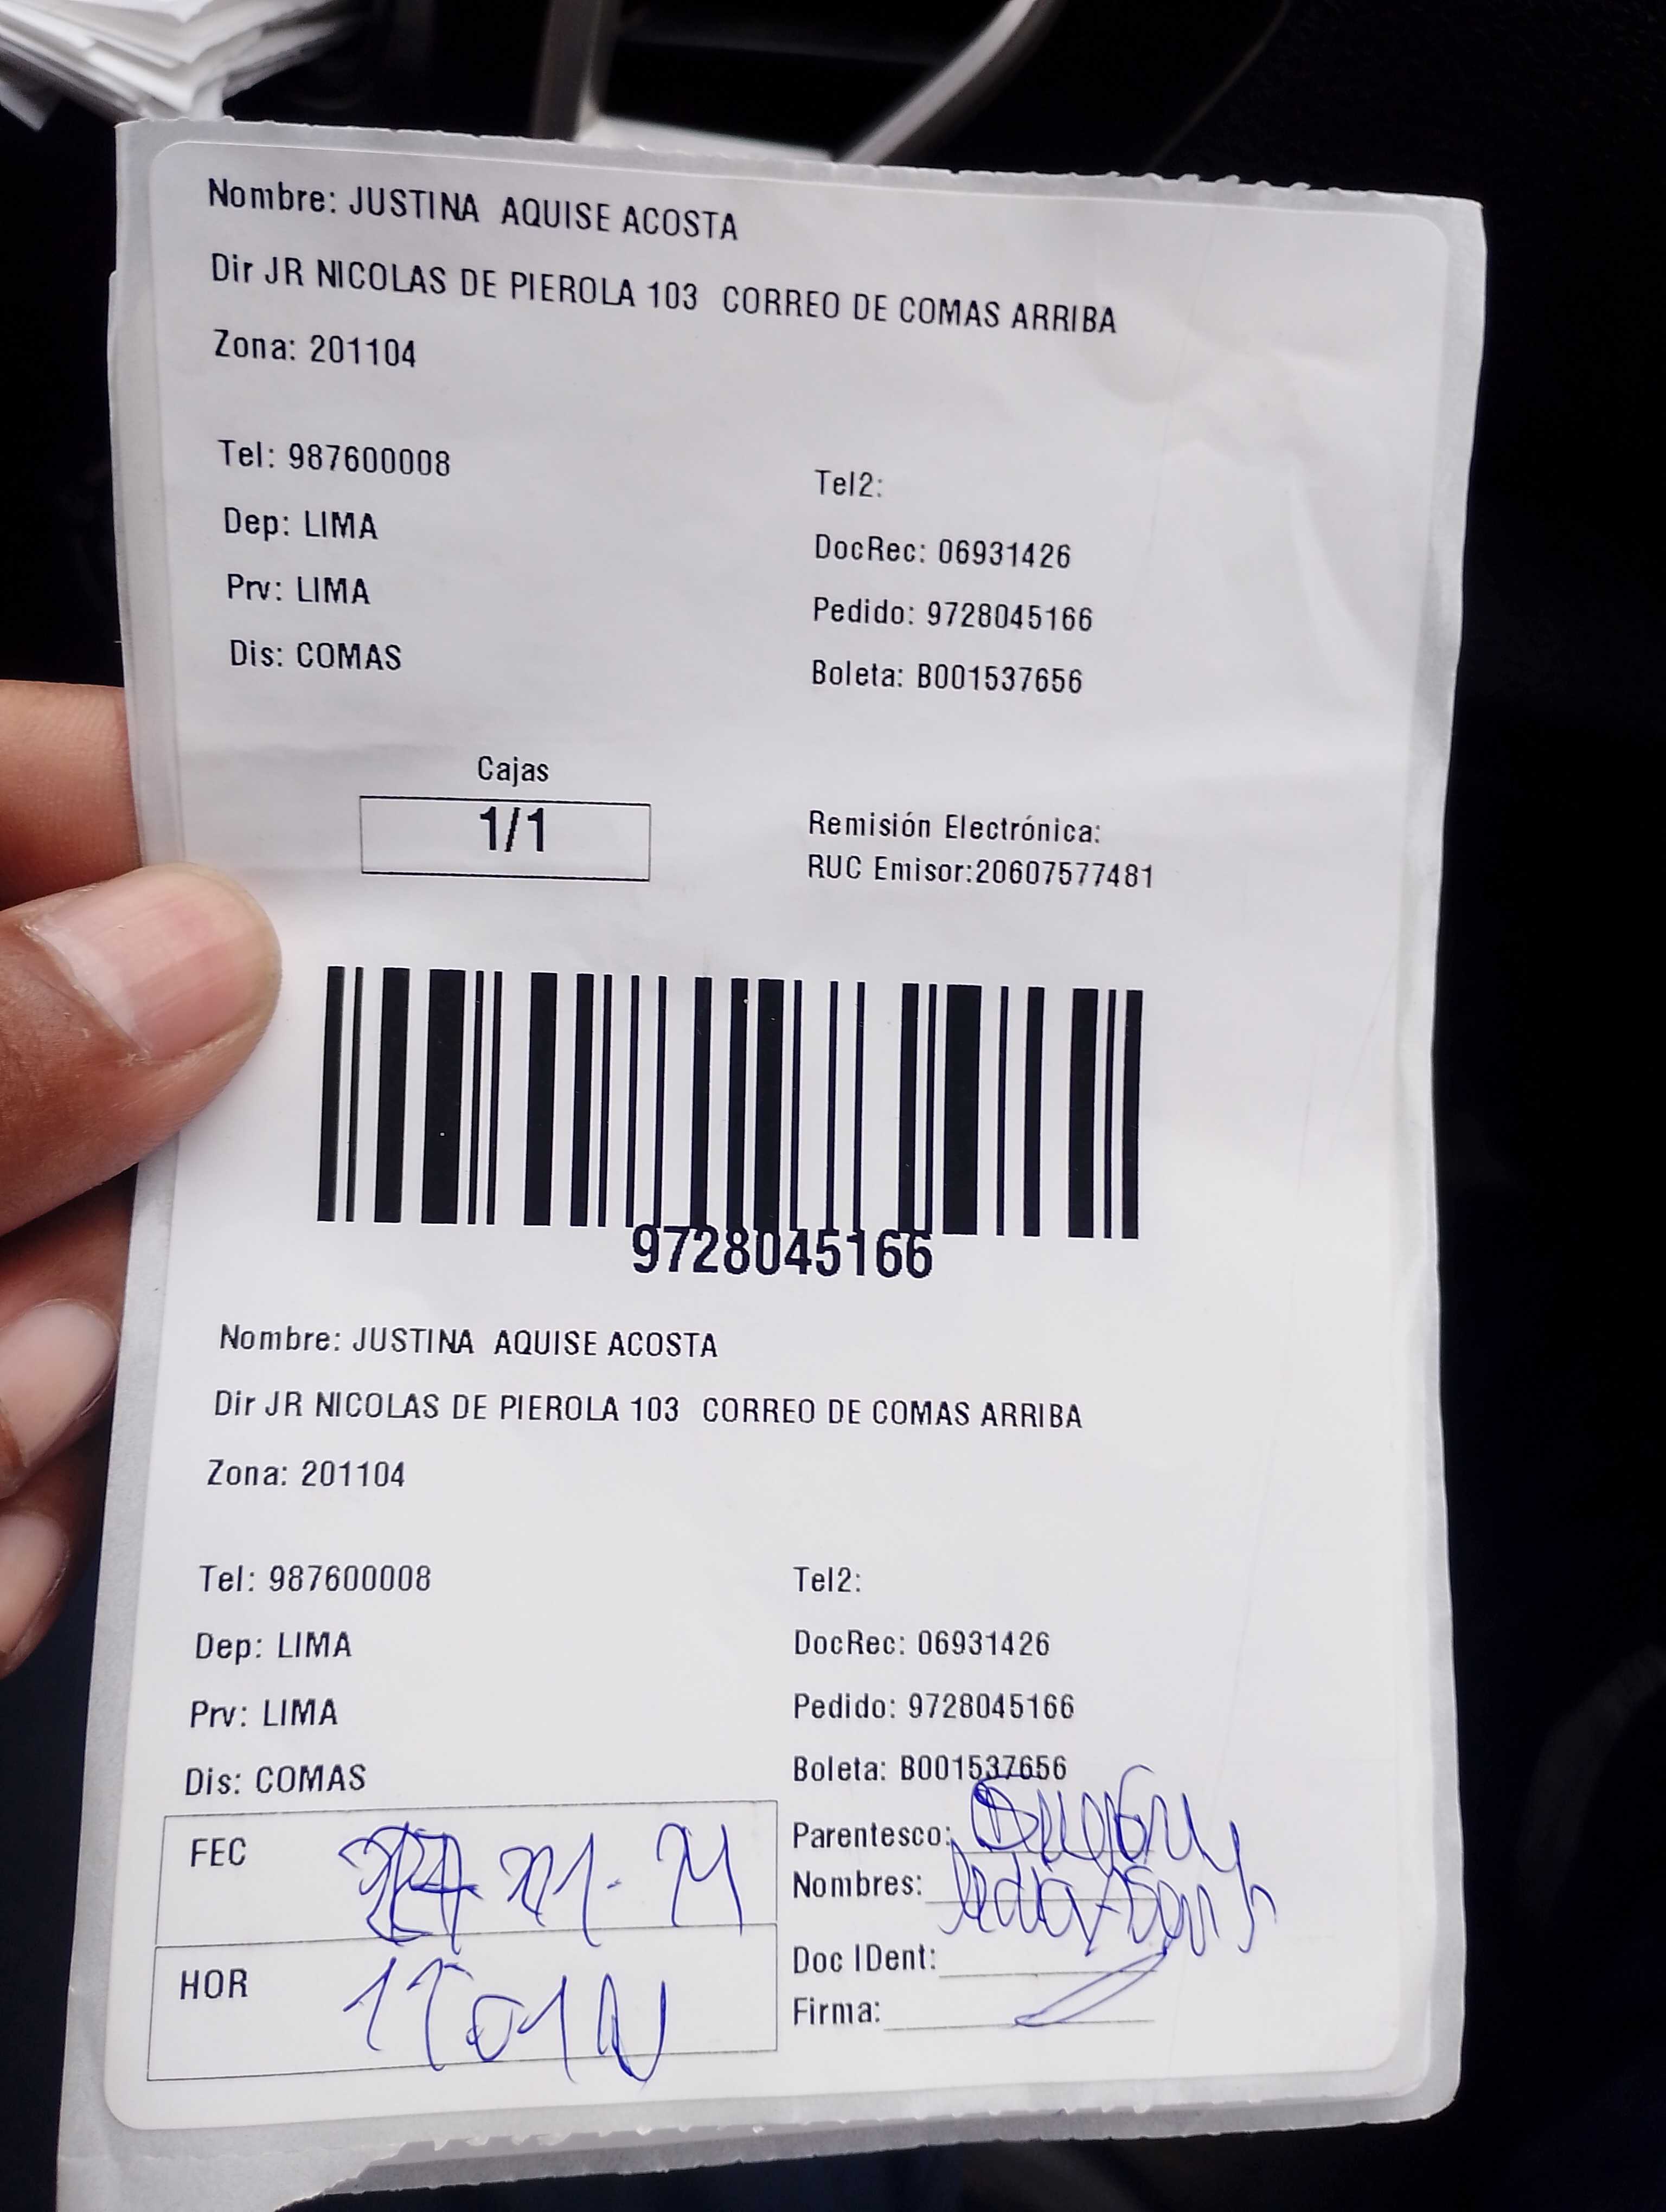 Nombre: JUSTINA AQUISE ACOSTA
Dir JR NICOLAS DE PIEROLA 103 CORREO DE COMAS ARRIBA
Zona: 201104
Tel: 987600008
Tel2:
Dep: LIMA
DocRec: 06931426
Prv: LIMA
Pedido: 9728045166
Dis: COMAS
Boleta: B001537656
Cajas
1/1
Remisión Electrónica:
RUC Emisor:20607577481
9728045166
Nombre: JUSTINA AQUISE ACOSTA
Dir JR NICOLAS DE PIEROLA 103 CORREO DE COMAS ARRIBA
Zona: 201104
Tel: 987600008
Tel2:
Dep: LIMA
DocRec: 06931426
Prv: LIMA
Pedido: 9728045166
Dis: COMAS
Boleta: B001537656
FEC
Parentesco:
Nombres:
HOR
Doc IDent:
Firma: